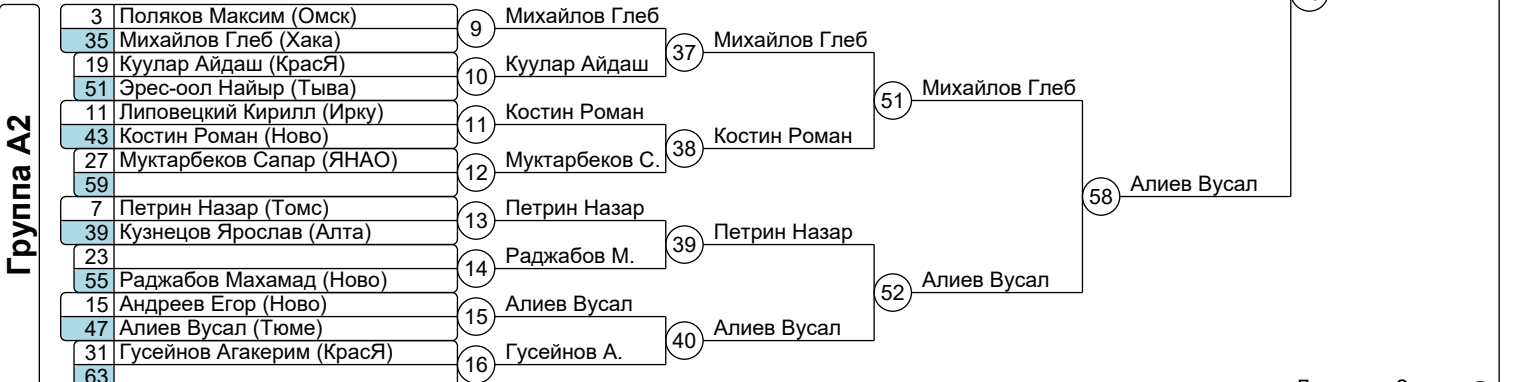 Группа А2
3 Поляков Максим (Омск)
35 Михайлов Глеб (Хака)
19 Куулар Айдаш (КрасЯ)
51 Эрес-оол Найыр (Тыва)
11 Липовецкий Кирилл (Ирку)
43 Костин Роман (Ново)
27 Муктарбеков Сапар (ЯНАО)
59
7 Петрин Назар (Томс)
39 Кузнецов Ярослав (Алта)
23
55 Раджабов Махамад (Ново)
15 Андреев Егор (Ново)
47 Алиев Вусал (Тюме)
31 Гусейнов Агакерим (КрасЯ)
63
9 Михайлов Глеб
10 Куулар Айдаш
11 Костин Роман
12 Муктарбеков С.
13 Петрин Назар
14 Раджабов М.
15 Алиев Вусал
16 Гусейнов А.
37 Михайлов Глеб
38 Костин Роман
39 Петрин Назар
40 Алиев Вусал
51 Михайлов Глеб
52 Алиев Вусал
58 Алиев Вусал